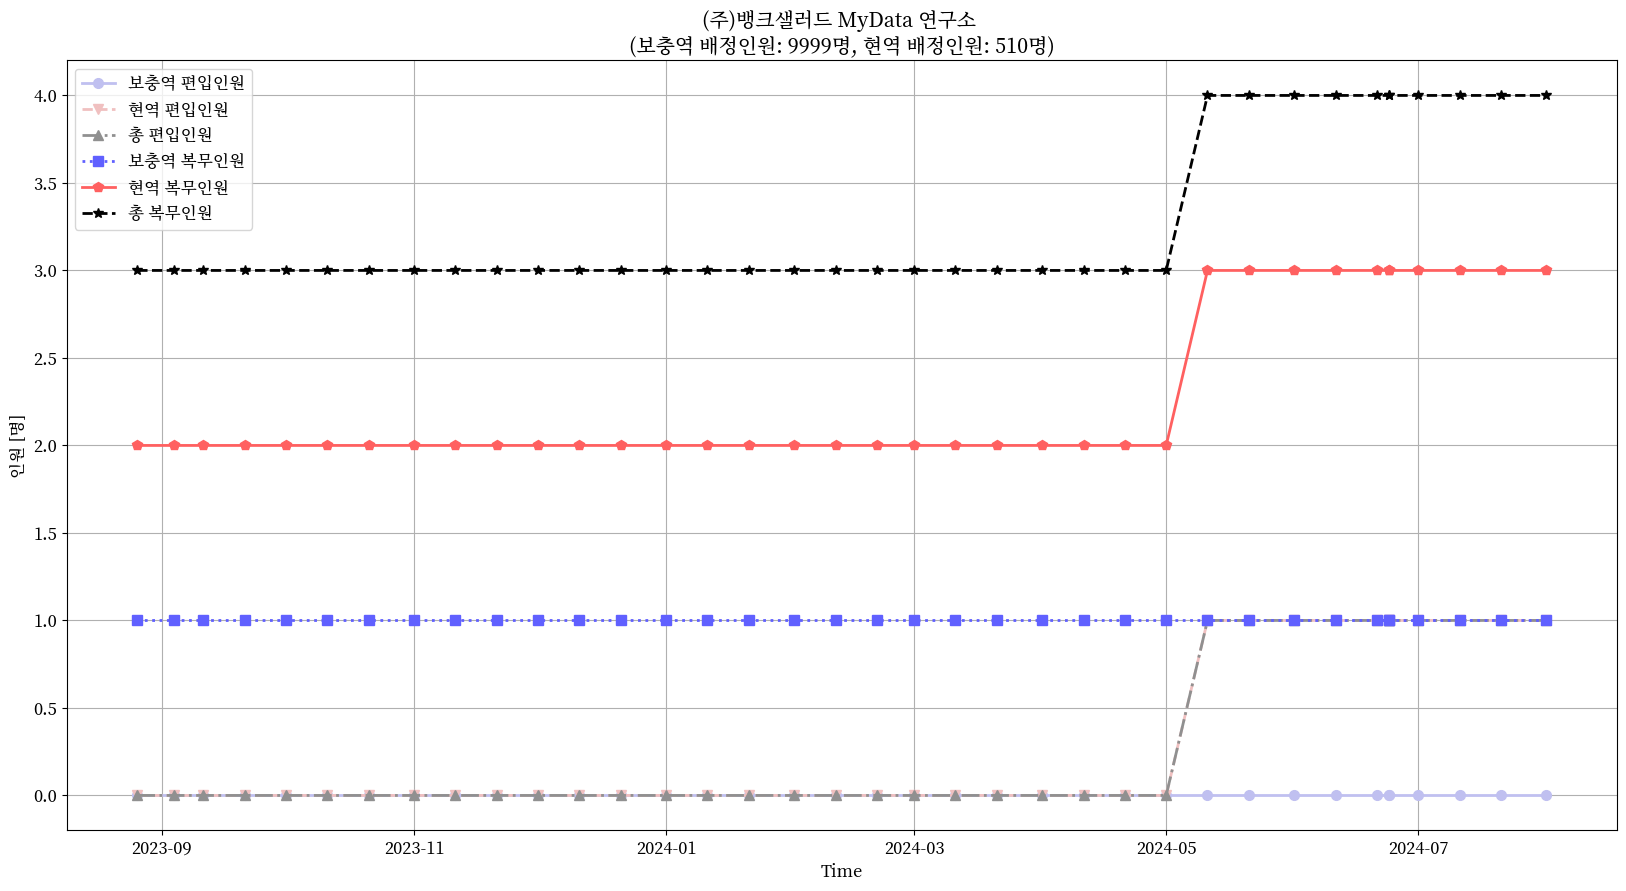 (주)뱅크샐러드 MyData 연구소
(보충역 배정인원: 9999명, 현역 배정인원: 510명)
보충역 편입인원
현역 편입인원
총 편입인원
보충역 복무인원
현역 복무인원
총 복무인원
4.0
3.5
3.0
2.5
2.0
1.5
1.0
0.5
0.0
인원 [명]
2023-09
2023-11
2024-01
2024-03
2024-05
2024-07
Time